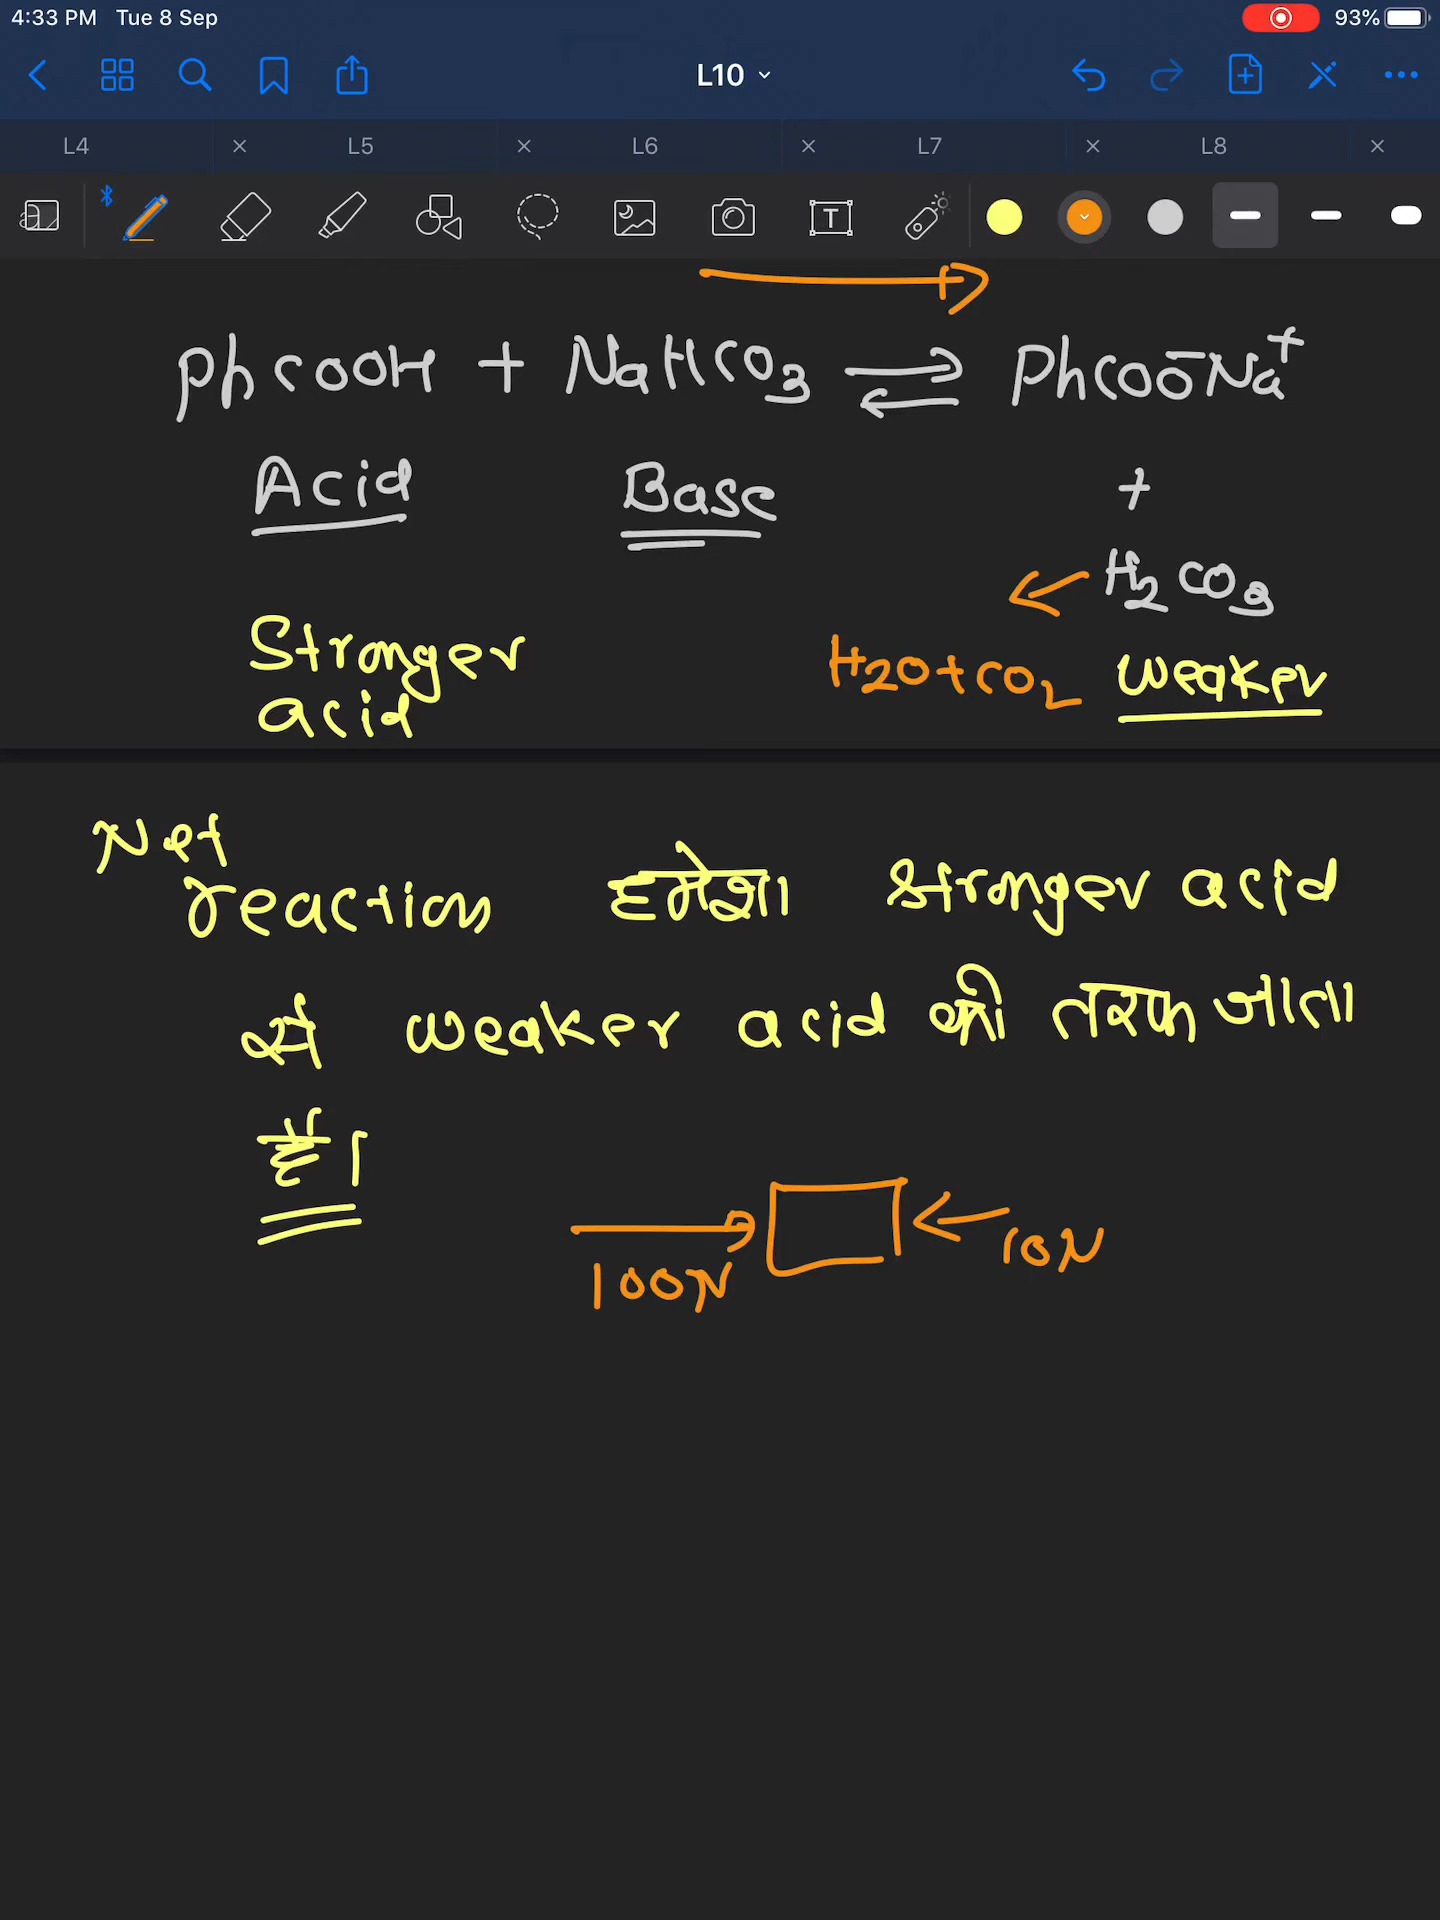 4:33 PM Tue 8 Sep 93%
L10
L4 L5 L6 L7 L8
T
PhCOOH + NaHCO3 ⇌ PhCOO⁻Na⁺
Acid Base +
H2CO3
Stronger H2O+CO2 weaker
acid
Net
reaction हमेशा stronger acid
से weaker acid की तरफ जाता
हैं।
100N 10N